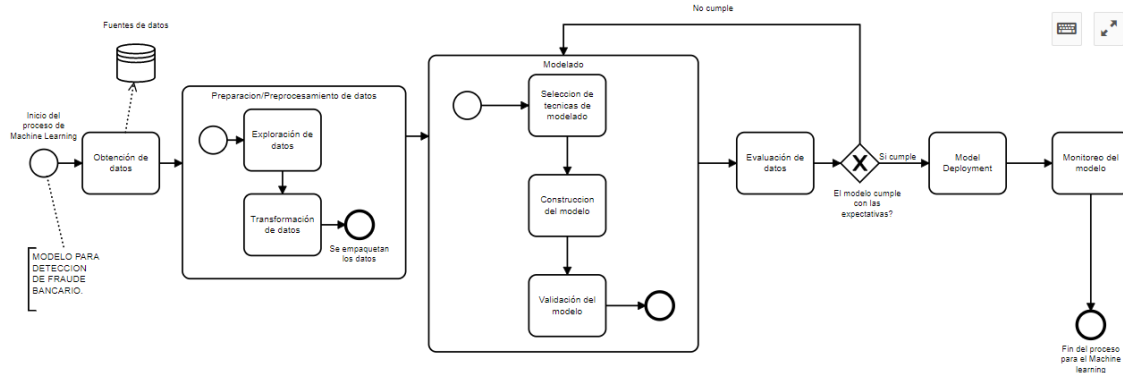 No cumple
Fuentes de datos
Modelado
Preparacion/Preprocesamiento de datos
Inicio del
proceso de
Machine Learning
Obtención de
datos
Exploración de
datos
Transformación
de datos
Se empaquetan
los datos
Seleccion de
tecnicas de
modelado
Construccion
del modelo
Validación del
modelo
Evaluación de
datos
X
Si cumple
El modelo cumple
con las
expectativas?
Model
Deployment
Monitoreo del
modelo
MODELO PARA
DETECCION
DE FRAUDE
BANCARIO.
Fin del proceso
para el Machine
learning